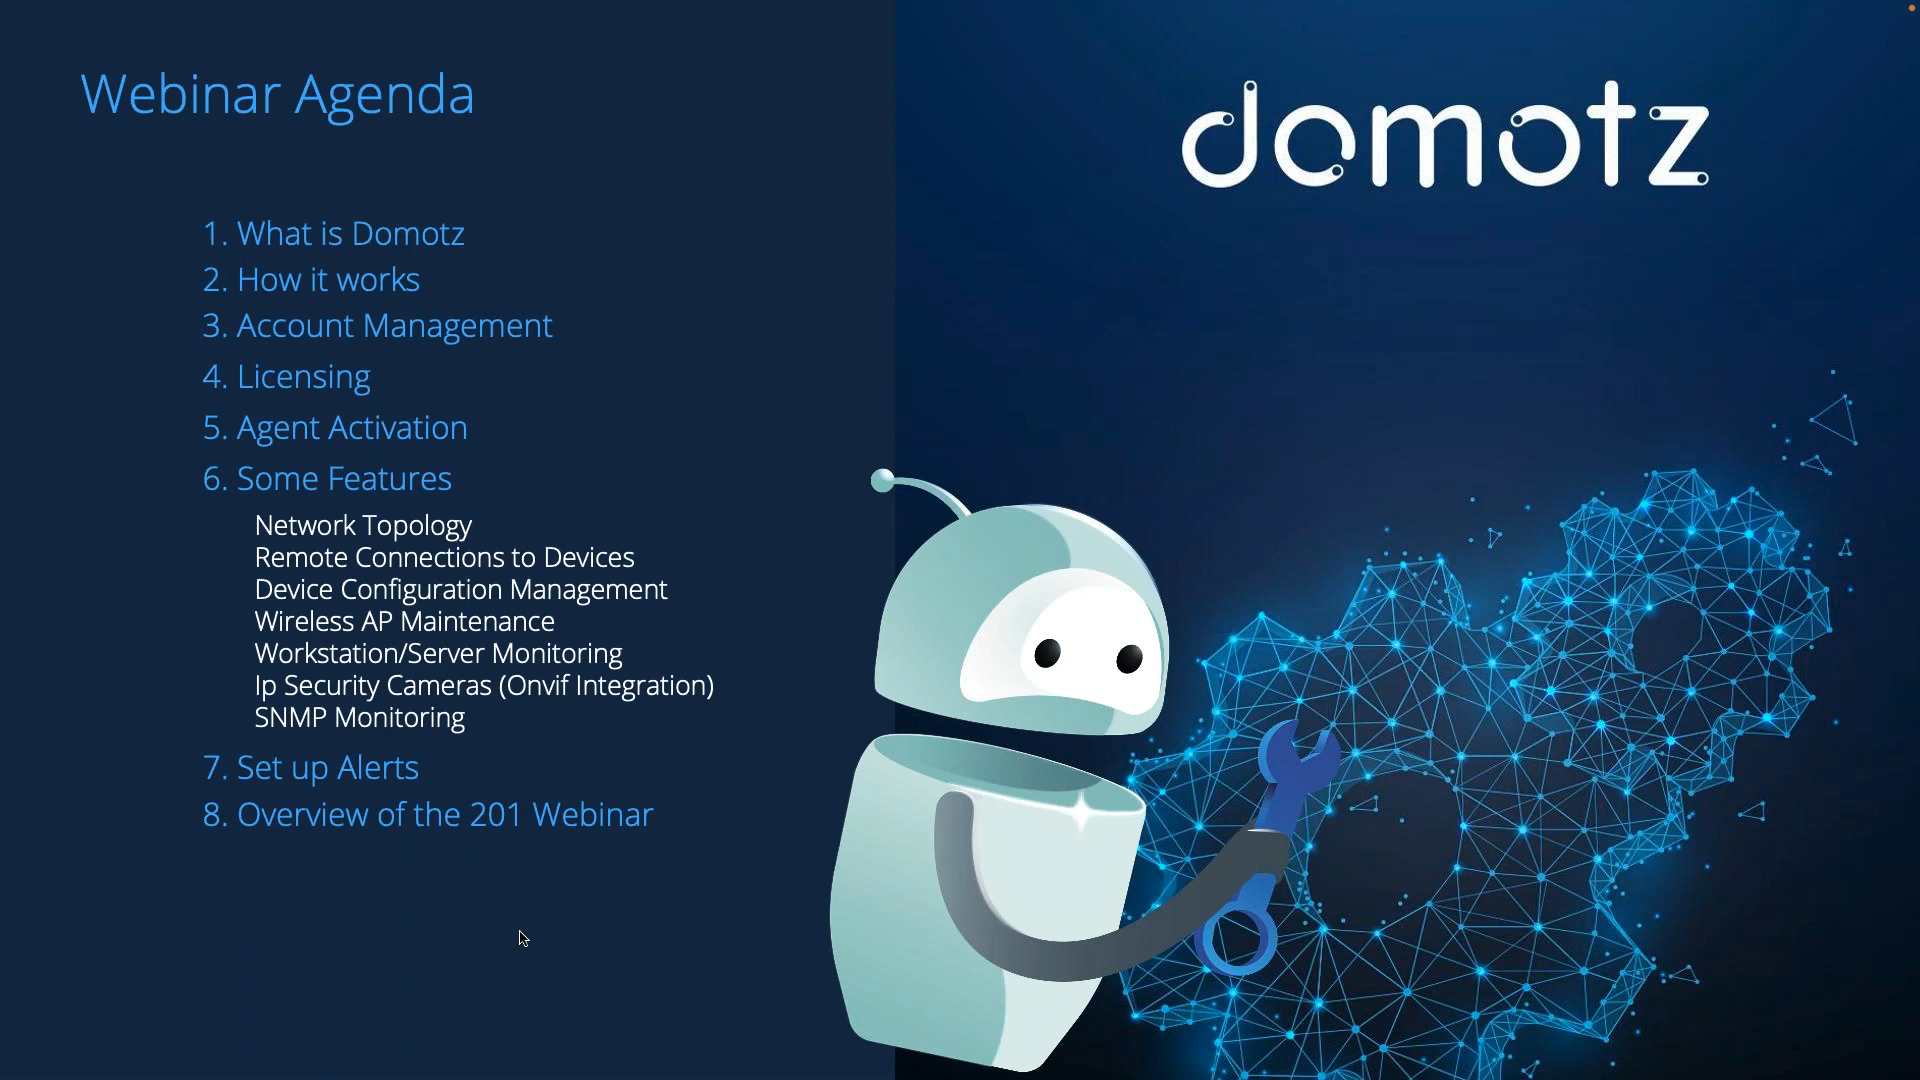 Webinar Agenda
domotz
1. What is Domotz
2. How it works
3. Account Management
4. Licensing
5. Agent Activation
6. Some Features
Network Topology
Remote Connections to Devices
Device Configuration Management
Wireless AP Maintenance
Workstation/Server Monitoring
Ip Security Cameras (Onvif Integration)
SNMP Monitoring
7. Set up Alerts
8. Overview of the 201 Webinar